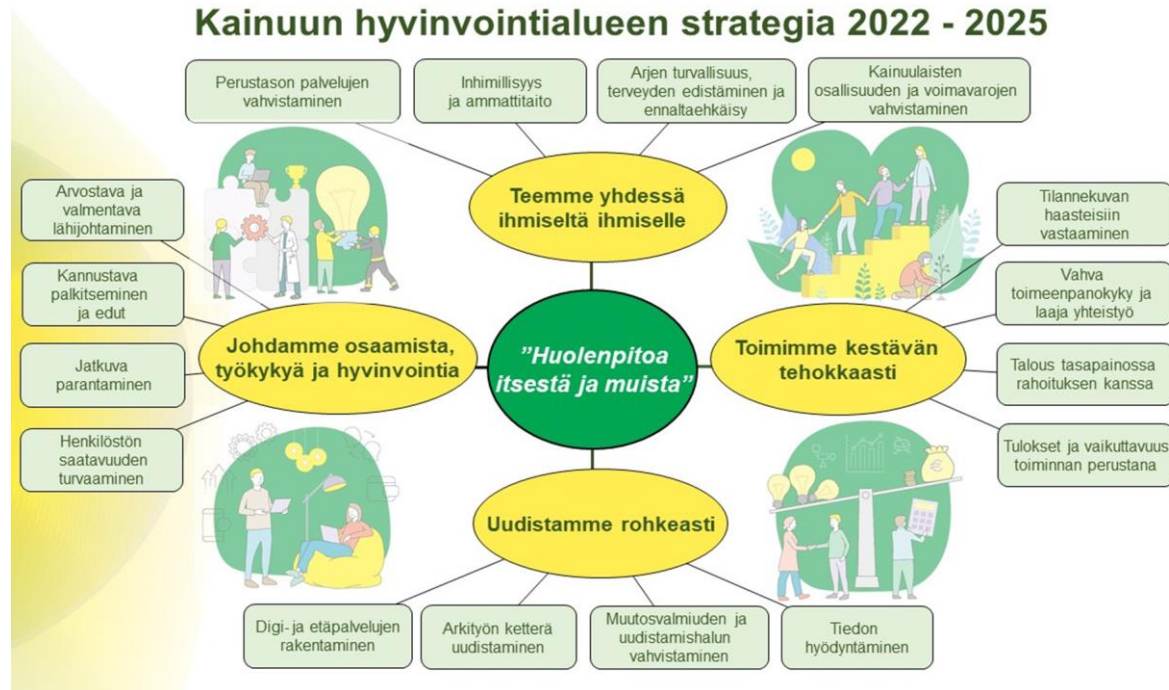 Kainuun hyvinvointialueen strategia 2022 - 2025
Perustason palvelujen
vahvistaminen
Inhimillisyys
ja ammattitaito
Arjen turvallisuus,
terveyden edistäminen ja
ennaltaehkäisy
Kainuulaisten
osallisuuden ja voimavarojen
vahvistaminen
Teemme yhdessä
ihmiseltä ihmiselle
Arvostava ja
valmentava
lähijohtaminen
Kannustava
palkitseminen
ja edut
Jatkuva
parantaminen
Henkilöstön
saatavuuden
turvaaminen
Johdamme osaamista,
työkykyä ja hyvinvointia
"Huolenpitoa
itsestä ja muista"
Toimimme kestävän
tehokkaasti
Tilannekuvan
haasteisiin
vastaaminen
Vahva
toimeenpanokyky ja
laaja yhteistyö
Talous tasapainossa
rahoituksen kanssa
Tulokset ja vaikuttavuus
toiminnan perustana
€
Uudistamme rohkeasti
Digi- ja etäpalvelujen
rakentaminen
Arkityön ketterä
uudistaminen
Muutosvalmiuden ja
uudistamishalun
vahvistaminen
Tiedon
hyödyntäminen